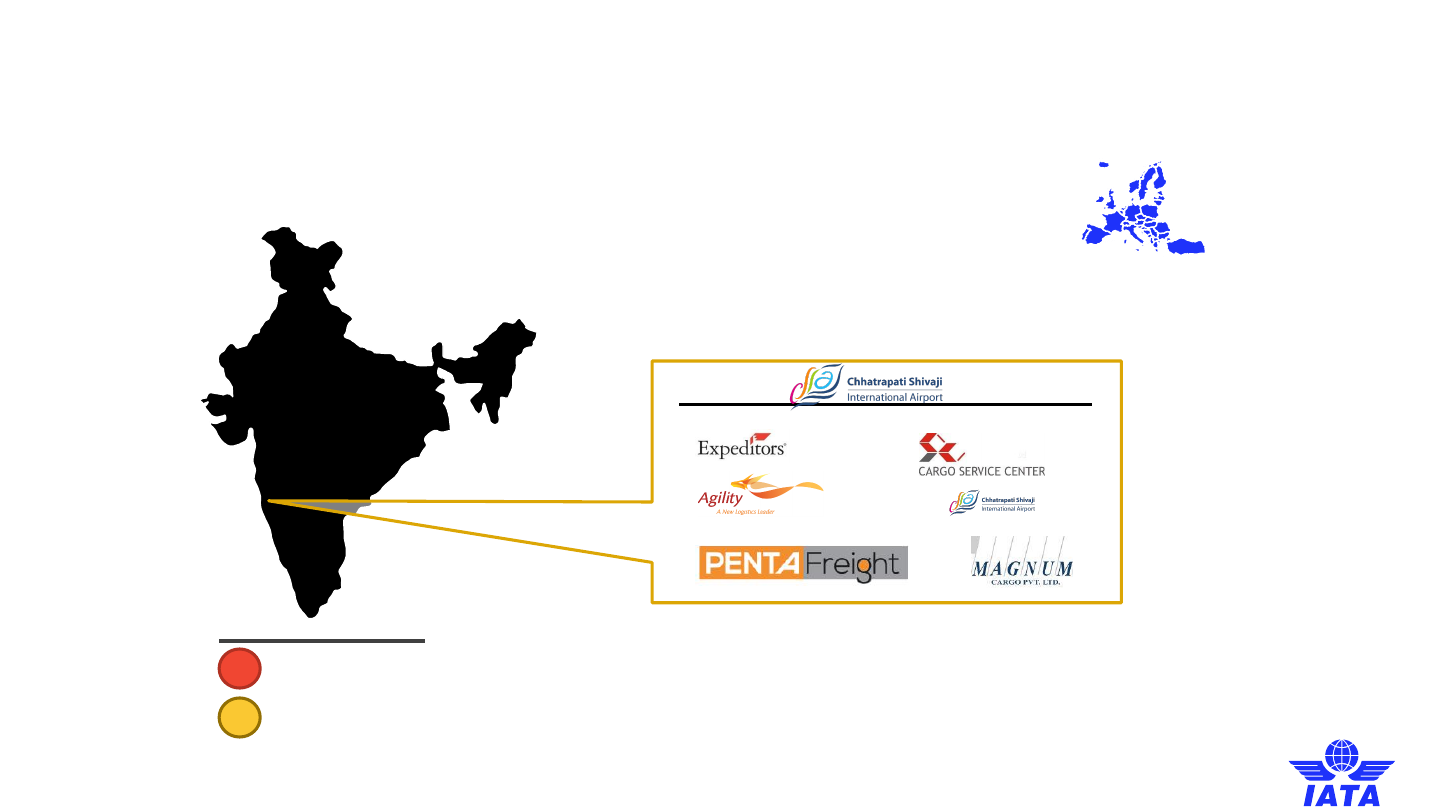 Chhatrapati Shivaji
International Airport
Expeditors®
CARGO SERVICE CENTER
Agility
A New Logistics Leader
Chhatrapati Shivaji
International Airport
PENTA Freight
MAGNUM
CARGO PVT. LTD.
IATA